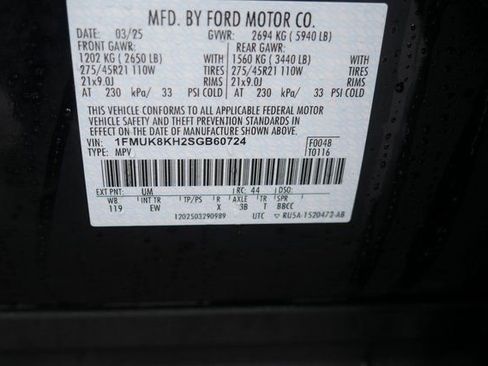 MFD. BY FORD MOTOR CO.
DATE: 03/25 GVWR: 2694 KG ( 5940 LB)
FRONT GAWR: REAR GAWR:
1202 KG ( 2650 LB) 1560 KG ( 3440 LB)
275/45R21 110W TIRES 275/45R21 110W TIRES
21x9.0J RIMS 21x9.0J RIMS
AT 230 kPa/ 33 PSI COLD AT 230 kPa/ 33 PSI COLD
THIS VEHICLE CONFORMS TO ALL APPLICABLE FEDERAL MOTOR
VEHICLE SAFETY AND THEFT PREVENTION STANDARDS IN
EFFECT ON THE DATE OF MANUFACTURE SHOWN ABOVE.
VIN: 1FMUK8KH2SGB60724 F0048
TYPE: MPV T0116
EXT PNT: UM RC: 44 DSO:
WB INT TR TP/PS R AXLE TR SPR
119 EW X 3B T BBCC
1202503290989 UTC RU5A-1520472-AB